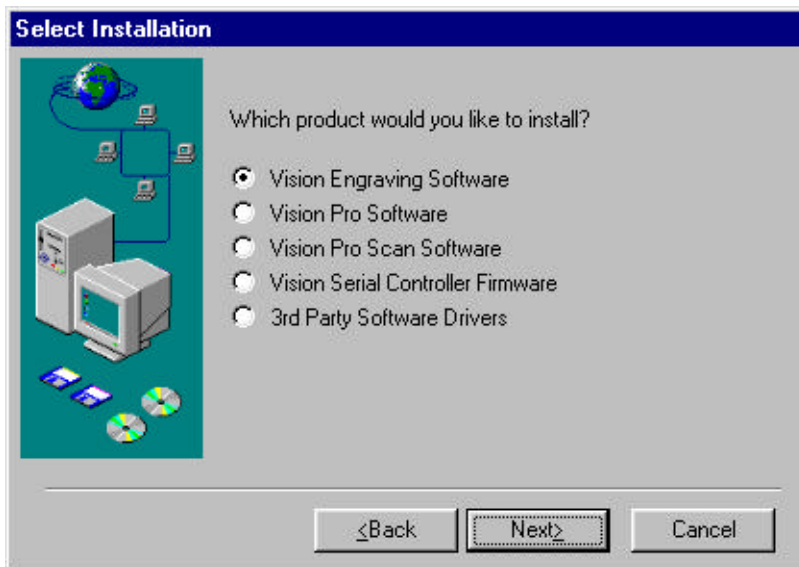 Select Installation
Which product would you like to install?
Vision Engraving Software
Vision Pro Software
Vision Pro Scan Software
Vision Serial Controller Firmware
3rd Party Software Drivers
<Back Next> Cancel